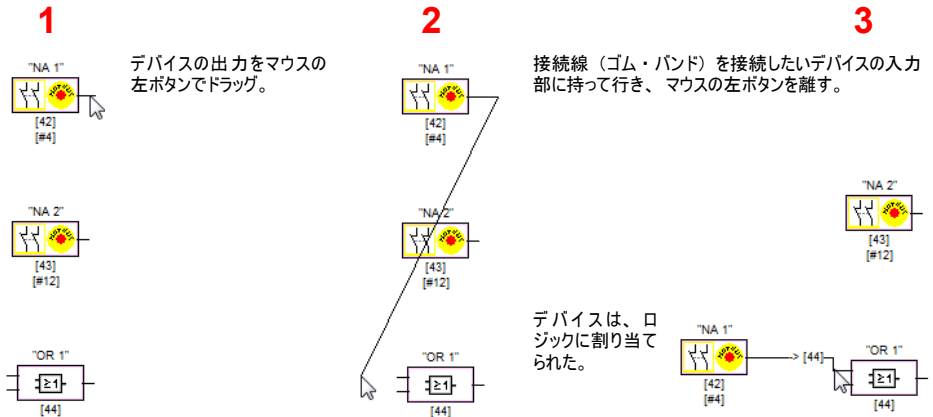 1
デバイスの出力をマウスの
左ボタンでドラッグ。
"NA 1"
[42]
[#4]
"NA 2"
[43]
[#12]
"OR 1"
≥1
[44]
2
"NA 1"
[42]
[#4]
"NA 2"
[43]
[#12]
"OR 1"
≥1
[44]
3
接続線（ゴム・バンド）を接続したいデバイスの入力
部に持って行き、マウスの左ボタンを離す。
"NA 2"
[43]
[#12]
デバイスは、ロ
ジックに割り当て
られた。
"NA 1"
-> [44]
[42]
[#4]
"OR 1"
≥1
[44]